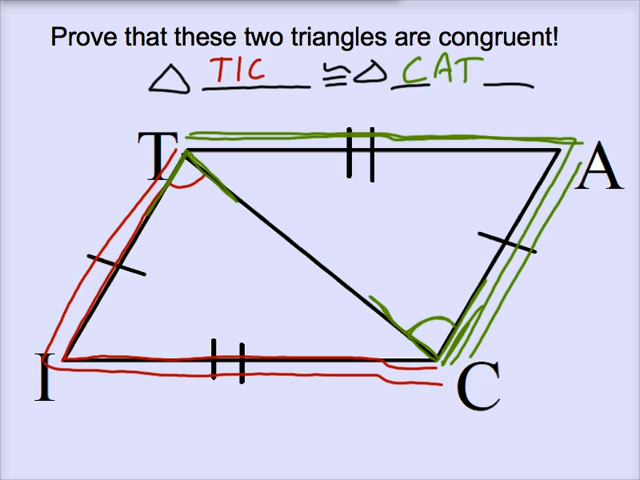 Prove that these two triangles are congruent!
△ TIC ≅ △ CAT
T
A
I
C